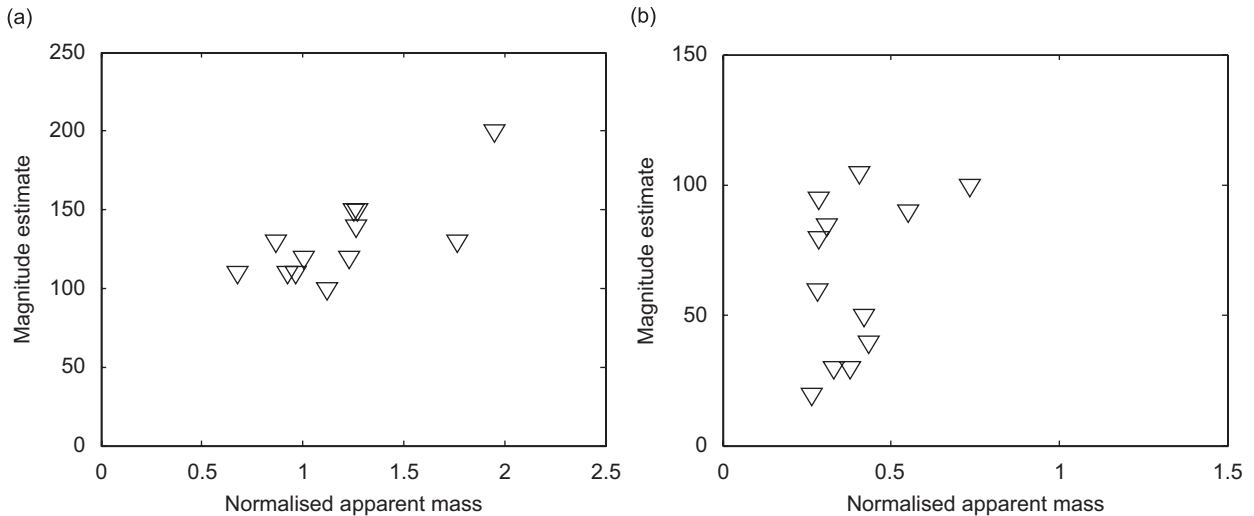 (a)
250
200
150
100
50
0
Magnitude estimate
0 0.5 1 1.5 2 2.5
Normalised apparent mass
(b)
150
100
50
0
Magnitude estimate
0 0.5 1 1.5
Normalised apparent mass